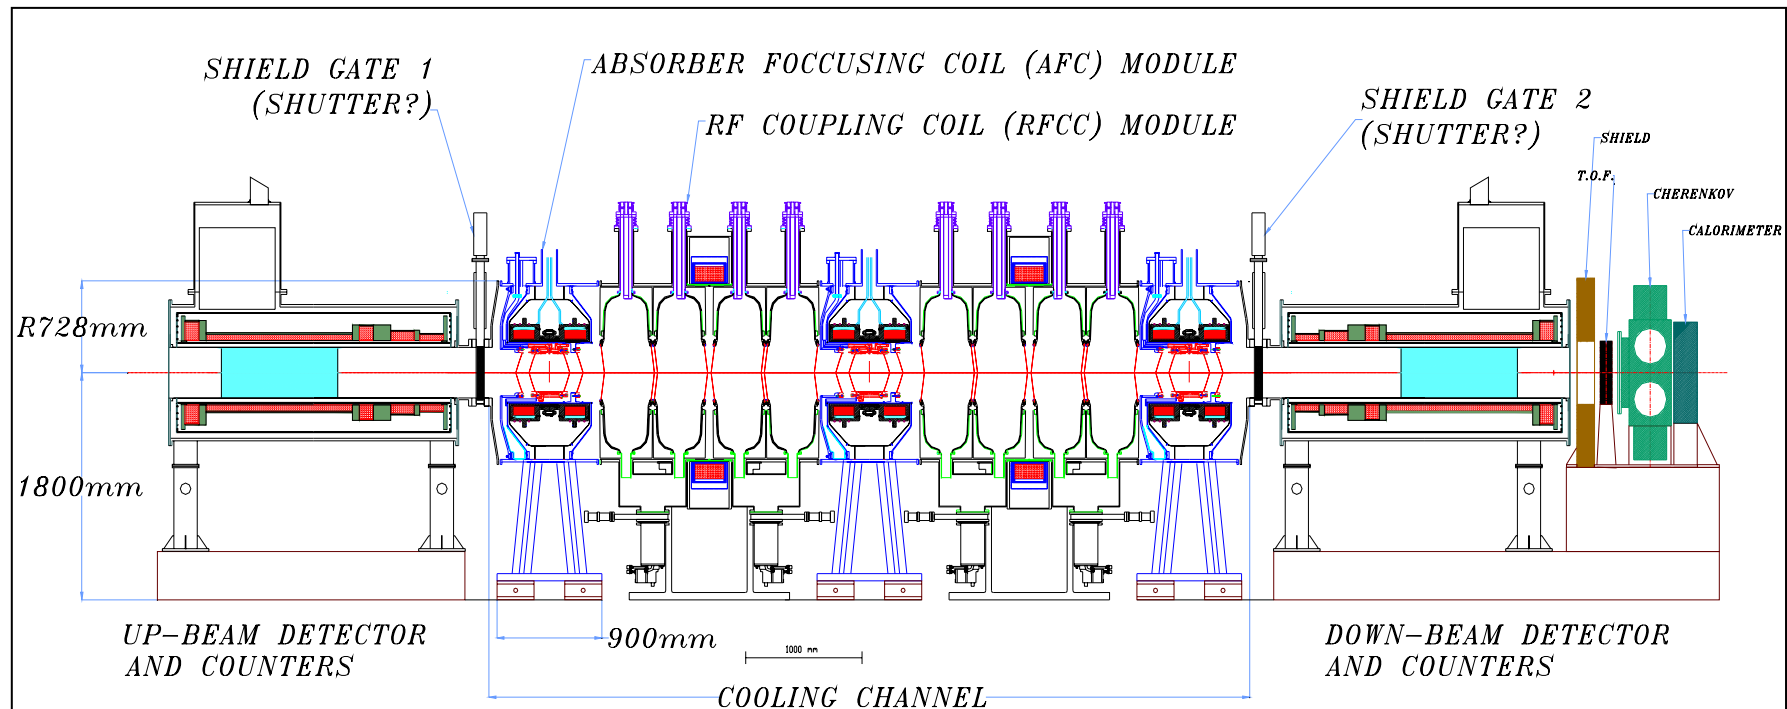 SHIELD GATE 1
(SHUTTER?)
ABSORBER FOCCUSING COIL (AFC) MODULE
RF COUPLING COIL (RFCC) MODULE
SHIELD GATE 2
(SHUTTER?)
SHIELD
T.O.F.
CHERENKOV
CALORIMETER
R728mm
1800mm
900mm
1000 mm
UP-BEAM DETECTOR
AND COUNTERS
DOWN-BEAM DETECTOR
AND COUNTERS
COOLING CHANNEL